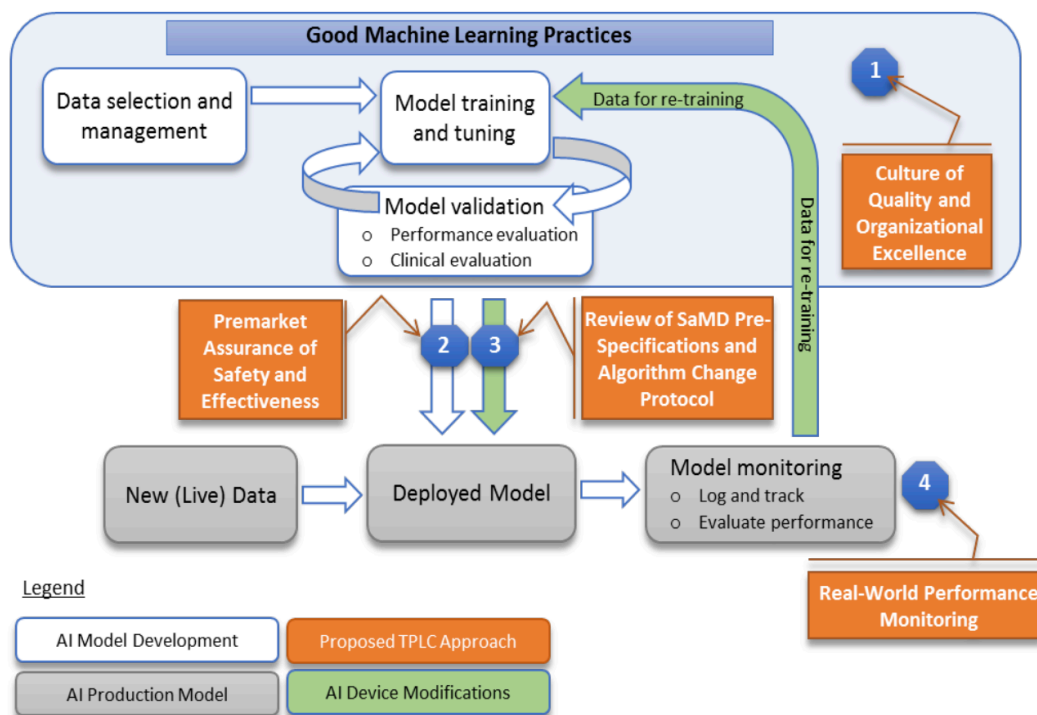 Good Machine Learning Practices
Data selection and
management
Model training
and tuning
Data for re-training
1
Culture of
Quality and
Organizational
Excellence
Model validation
o Performance evaluation
o Clinical evaluation
Data for re-training
Premarket
Assurance of
Safety and
Effectiveness
2
3
Review of SaMD Pre-
Specifications and
Algorithm Change
Protocol
New (Live) Data
Deployed Model
Model monitoring
o Log and track
o Evaluate performance
4
Real-World Performance
Monitoring
Legend
AI Model Development
Proposed TPLC Approach
AI Production Model
AI Device Modifications